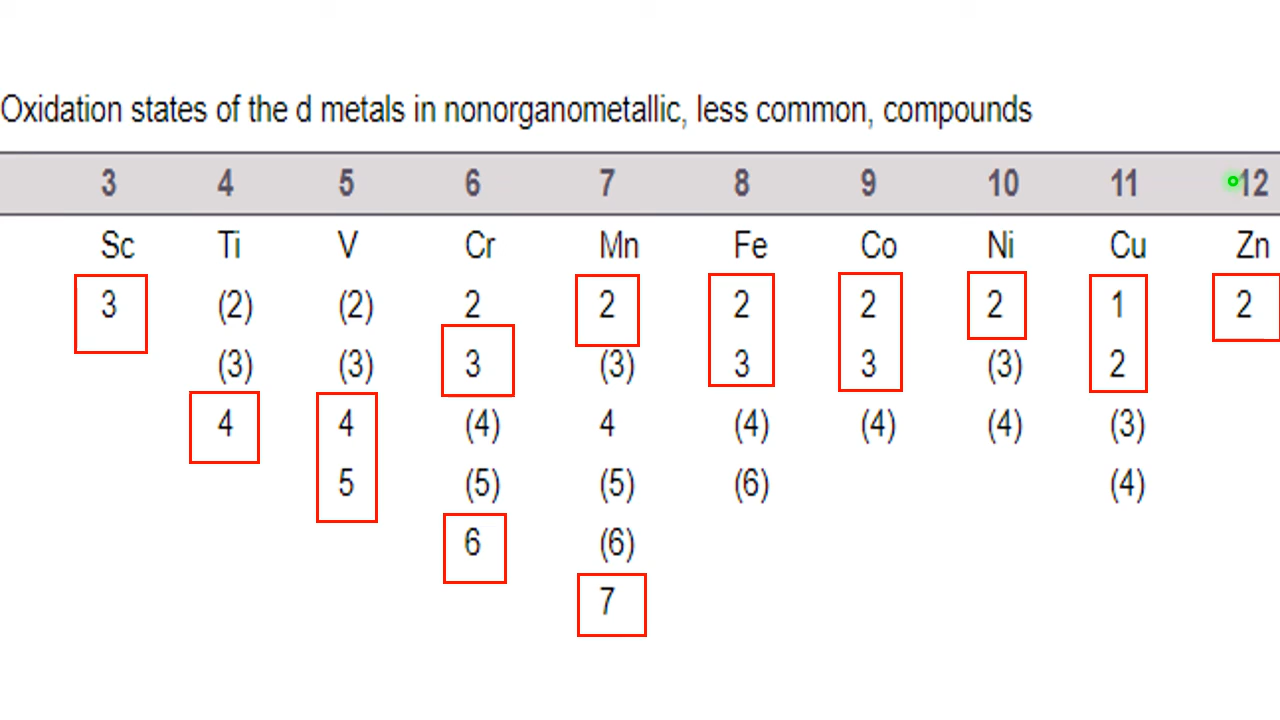 Oxidation states of the d metals in nonorganometallic, less common, compounds
3 4 5 6 7 8 9 10 11 12
Sc Ti V Cr Mn Fe Co Ni Cu Zn
3 (2) (2) 2 2 2 2 2 1 2
(3) (3) 3 (3) 3 3 (3) 2
4 4 (4) 4 (4) (4) (4) (3)
5 (5) (5) (6) (4)
6 (6)
7